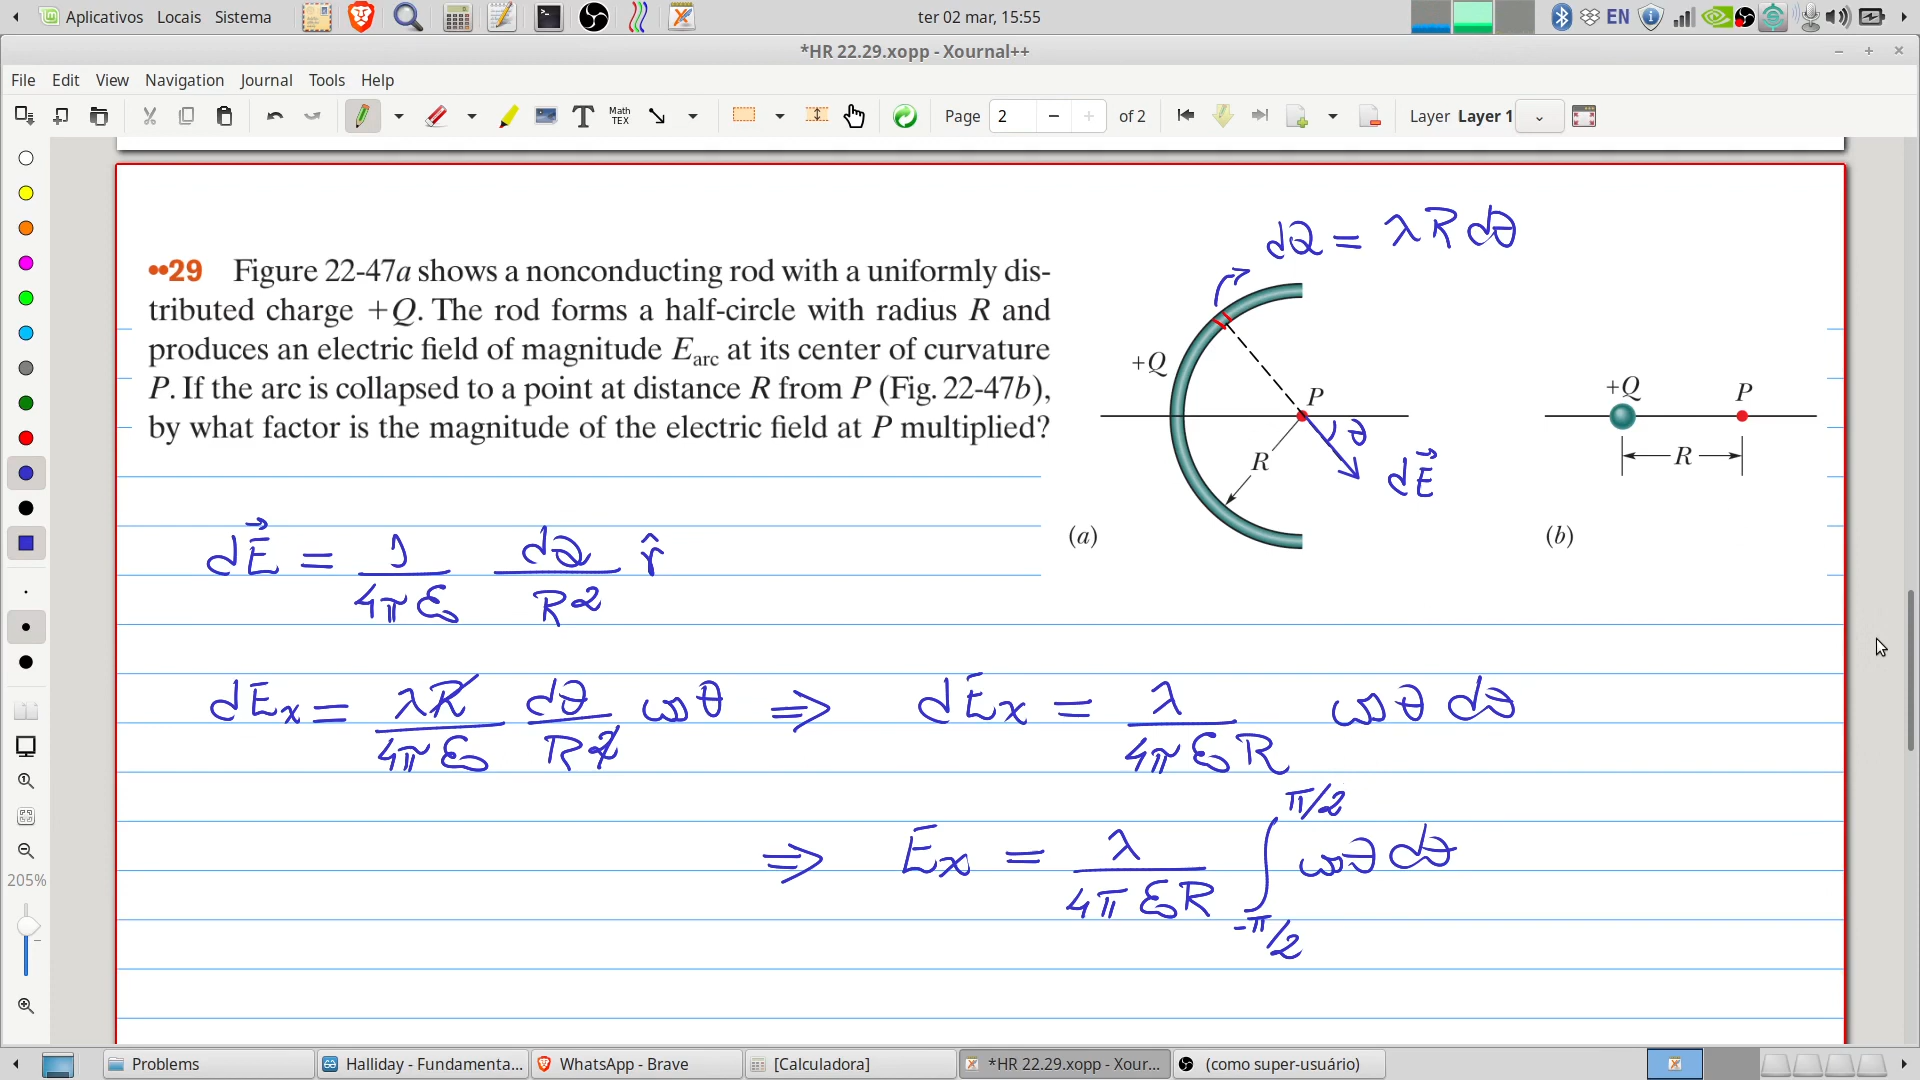 Aplicativos Locais Sistema
ter 02 mar, 15:55
EN
*HR 22.29.xopp - Xournal++
File Edit View Navigation Journal Tools Help
Math TEX
Page 2 of 2
Layer Layer 1
••29 Figure 22-47a shows a nonconducting rod with a uniformly dis-
tributed charge +Q. The rod forms a half-circle with radius R and
produces an electric field of magnitude E_arc at its center of curvature
P. If the arc is collapsed to a point at distance R from P (Fig. 22-47b),
by what factor is the magnitude of the electric field at P multiplied?
dQ = λ R dθ
+Q
P
θ
R
dE⃗
(a)
+Q
P
R
(b)
dE⃗ = 1/(4πε₀) dQ/R² r̂
dEx = λR/(4πε₀) dθ/R² cos θ ⇒ dEx = λ/(4πε₀R) cos θ dθ
⇒ Ex = λ/(4πε₀R) ∫_{-π/2}^{π/2} cos θ dθ
205%
Problems
Halliday - Fundamenta...
WhatsApp - Brave
[Calculadora]
*HR 22.29.xopp - Xour...
(como super-usuário)